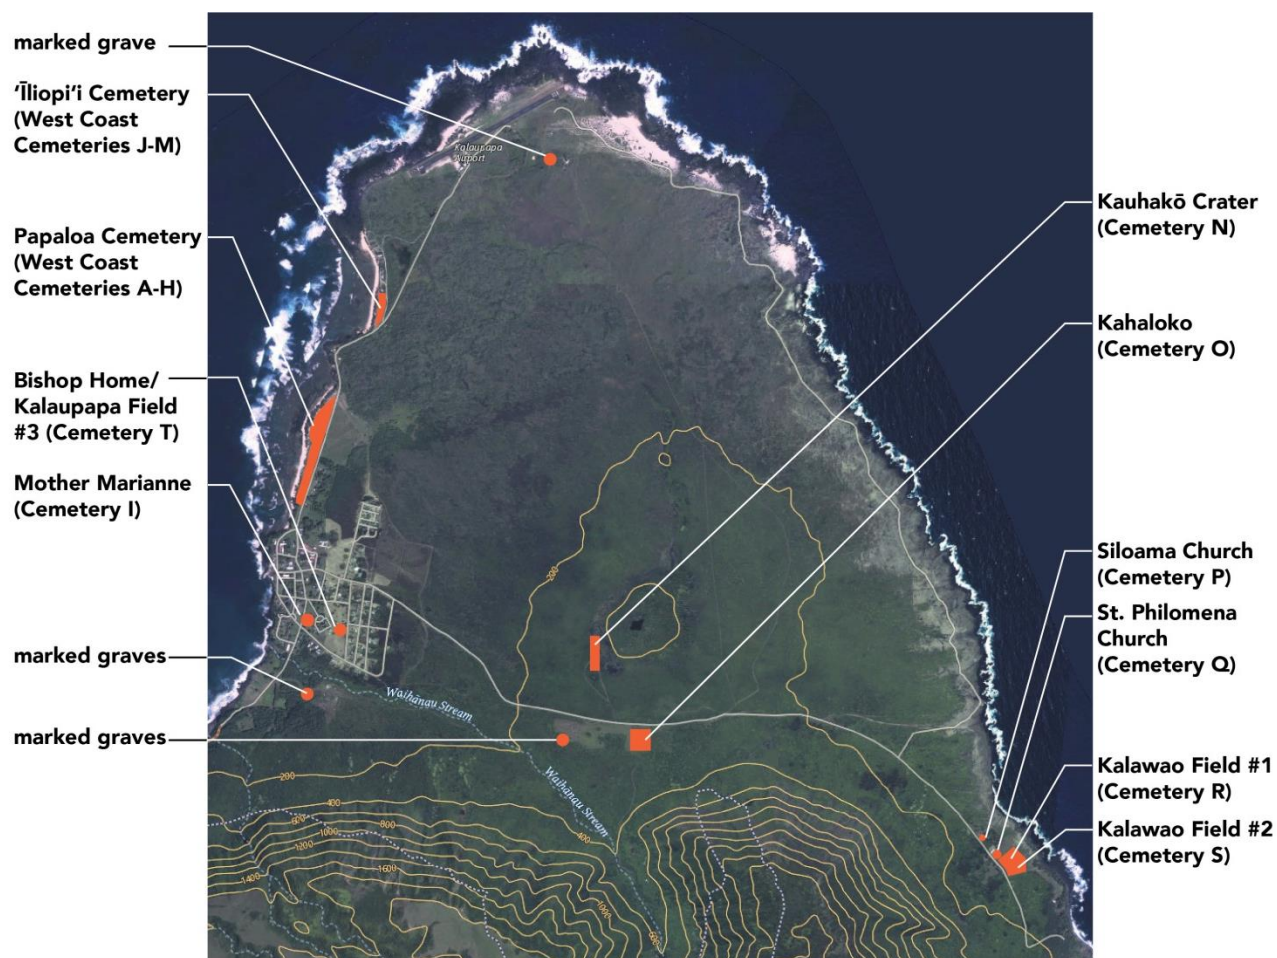 marked grave
ʻĪliopiʻi Cemetery
(West Coast
Cemeteries J-M)
Papaloa Cemetery
(West Coast
Cemeteries A-H)
Bishop Home/
Kalaupapa Field
#3 (Cemetery T)
Mother Marianne
(Cemetery I)
marked graves
marked graves
Kalaupapa
Airport
Kauhakō Crater
(Cemetery N)
Kahaloko
(Cemetery O)
Siloama Church
(Cemetery P)
St. Philomena
Church
(Cemetery Q)
Kalawao Field #1
(Cemetery R)
Kalawao Field #2
(Cemetery S)
200
Waihānau Stream
Waihānau Stream
200
400
600
800
1000
1200
1400
1600
400
1000